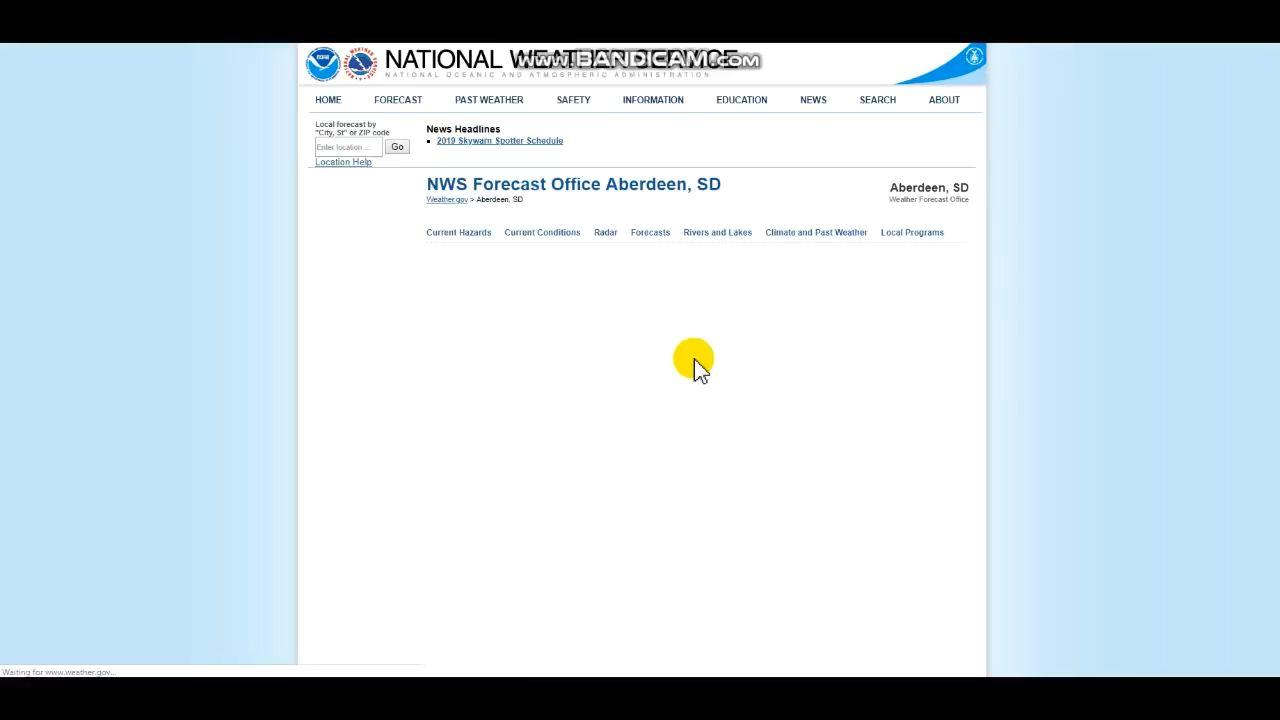 NATIONAL WEATHER SERVICE
www.BANDICAM.com
NATIONAL OCEANIC AND ATMOSPHERIC ADMINISTRATION
HOME FORECAST PAST WEATHER SAFETY INFORMATION EDUCATION NEWS SEARCH ABOUT
Local forecast by
"City, St" or ZIP code
Enter location ...
Go
Location Help
News Headlines
2019 Skywarn Spotter Schedule
NWS Forecast Office Aberdeen, SD
Weather.gov > Aberdeen, SD
Aberdeen, SD
Weather Forecast Office
Current Hazards Current Conditions Radar Forecasts Rivers and Lakes Climate and Past Weather Local Programs
Waiting for www.weather.gov...